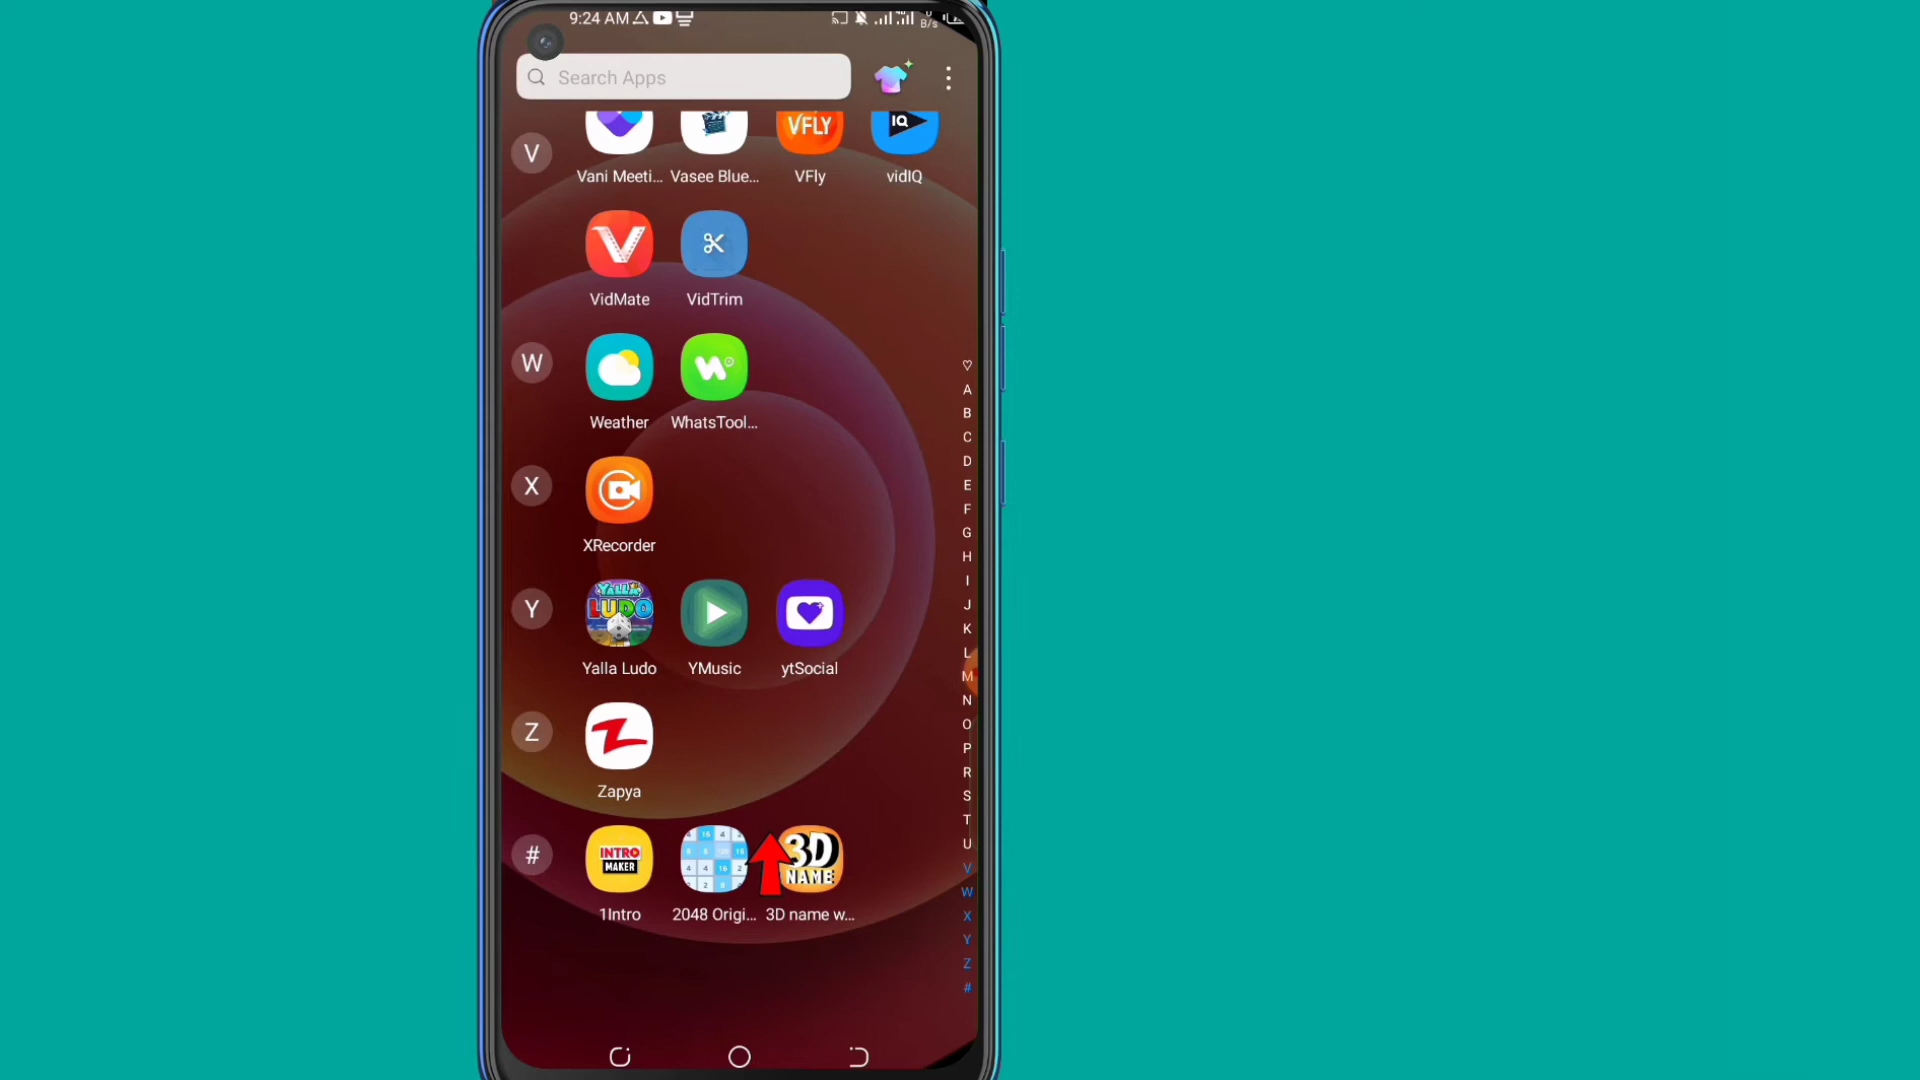 9:24 AM
B/s
Search Apps
V
VFLY
IQ
Vani Meeti...
Vasee Blue...
VFly
vidIQ
VidMate
VidTrim
W
Weather
WhatsTool...
X
XRecorder
Y
YALLA
LUDO
Yalla Ludo
YMusic
ytSocial
Z
Zapya
#
INTRO
MAKER
3D
NAME
1Intro
2048 Origi...
3D name w...
A
B
C
D
E
F
G
H
I
J
K
L
M
N
O
P
R
S
T
U
V
W
X
Y
Z
#